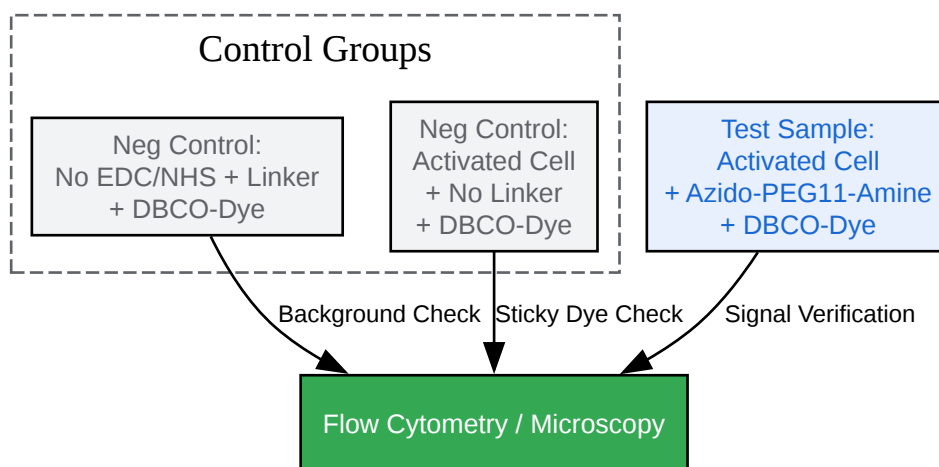 Control Groups
Neg Control:
No EDC/NHS + Linker
+ DBCO-Dye
Neg Control:
Activated Cell
+ No Linker
+ DBCO-Dye
Test Sample:
Activated Cell
+ Azido-PEG11-Amine
+ DBCO-Dye
Background Check
Sticky Dye Check
Signal Verification
Flow Cytometry / Microscopy